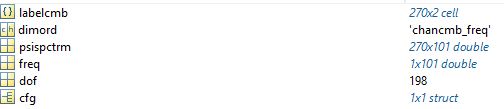 labelcmb 270x2 cell
dimord 'chancmb_freq'
psispctrm 270x101 double
freq 1x101 double
dof 198
cfg 1x1 struct